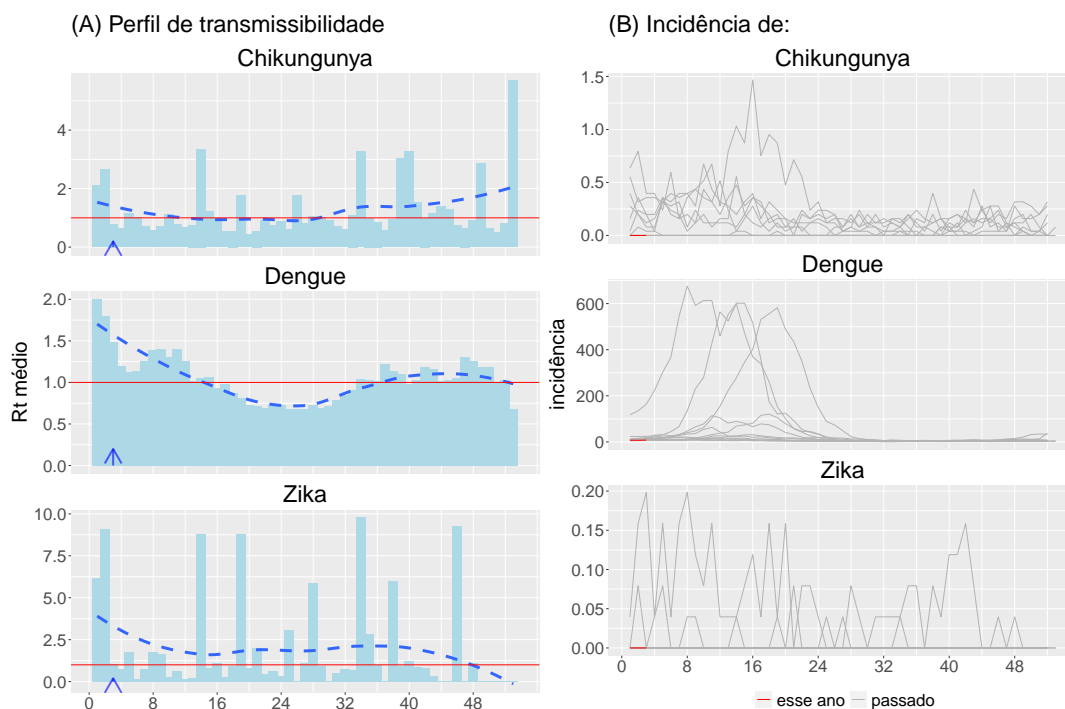 (A) Perfil de transmissibilidade
Chikungunya
4
2
0
Dengue
2.0
1.5
1.0
0.5
0.0
Zika
10.0
7.5
5.0
2.5
0.0
0 8 16 24 32 40 48
Rt médio
(B) Incidência de:
Chikungunya
1.5
1.0
0.5
0.0
Dengue
600
400
200
0
Zika
0.20
0.15
0.10
0.05
0.00
0 8 16 24 32 40 48
incidência
esse ano passado